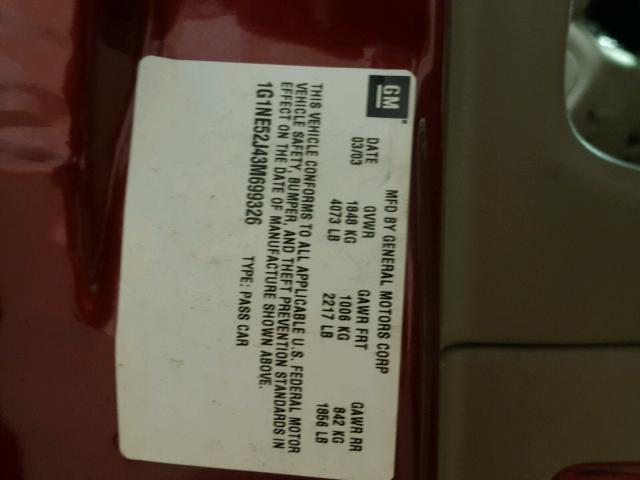 GM
MFD BY GENERAL MOTORS CORP
DATE GVWR GAWR FRT GAWR RR
03/03 1848 KG 1006 KG 842 KG
4073 LB 2217 LB 1856 LB
THIS VEHICLE CONFORMS TO ALL APPLICABLE U.S. FEDERAL MOTOR
VEHICLE SAFETY, BUMPER, AND THEFT PREVENTION STANDARDS IN
EFFECT ON THE DATE OF MANUFACTURE SHOWN ABOVE.
1G1NE52J43M699326 TYPE: PASS CAR